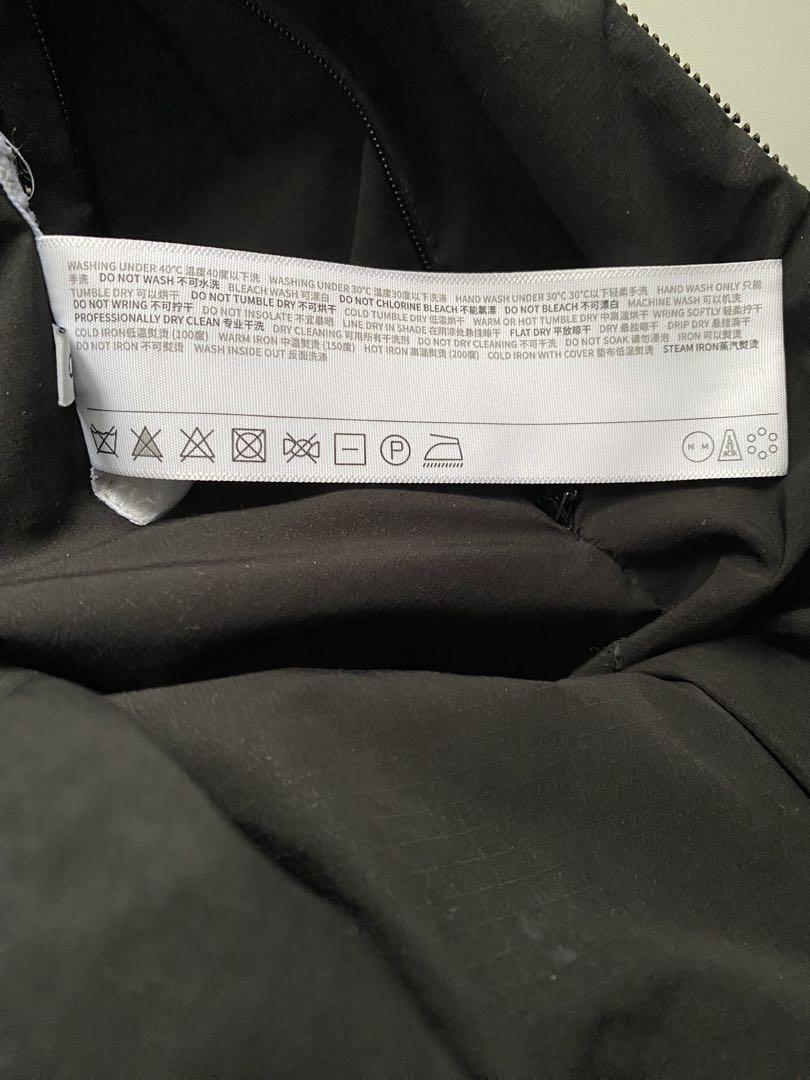 WASHING UNDER 40℃ 温度40度以下洗 WASHING UNDER 30℃ 温度30度以下洗涤 HAND WASH UNDER 30℃ 30℃以下轻柔手洗 HAND WASH ONLY 只能
手洗 DO NOT WASH 不可水洗 BLEACH WASH 可漂白 DO NOT CHLORINE BLEACH 不能氯漂 DO NOT BLEACH 不可漂白 MACHINE WASH 可以机洗
TUMBLE DRY 可以烘干 DO NOT TUMBLE DRY 不可以烘干 COLD TUMBLE DRY 低温烘干 WARM OR HOT TUMBLE DRY 中高温烘干 WRING SOFTLY 轻柔拧干
DO NOT WRING 不可拧干 DO NOT INSOLATE 不宜暴晒 LINE DRY IN SHADE 在阴凉处悬挂晾干 FLAT DRY 平放晾干 DRY 悬挂晾干 DRIP DRY 悬挂滴干
PROFESSIONALLY DRY CLEAN 专业干洗 DRY CLEANING 可用所有干洗剂 DO NOT DRY CLEANING 不可干洗 DO NOT SOAK 请勿浸泡 IRON 可以熨烫
COLD IRON低温熨烫 (100度) WARM IRON 中温熨烫 (150度) HOT IRON 高温熨烫 (200度) COLD IRON WITH COVER 垫布低温熨烫 STEAM IRON蒸汽熨烫
DO NOT IRON 不可熨烫 WASH INSIDE OUT 反面洗涤
P
N M